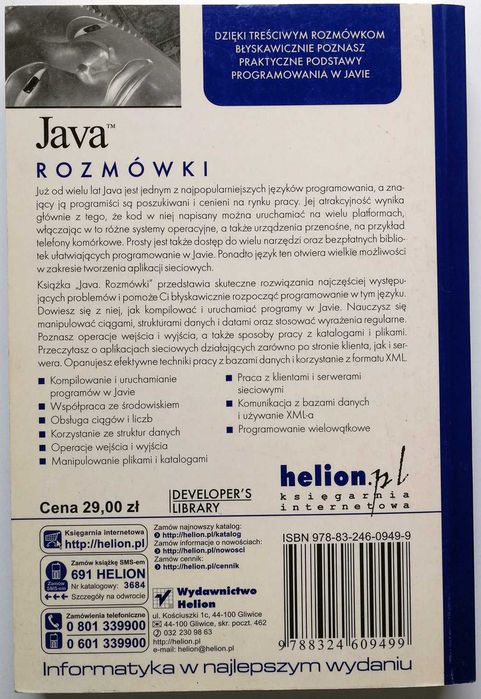 DZIĘKI TREŚCIWYM ROZMÓWKOM
BŁYSKAWICZNIE POZNASZ
PRAKTYCZNE PODSTAWY
PROGRAMOWANIA W JAVIE
Java™
ROZMÓWKI
Już od wielu lat Java jest jednym z najpopularniejszych języków programowania, a zna-
jący ją programiści są poszukiwani i cenieni na rynku pracy. Jej atrakcyjność wynika
głównie z tego, że kod w niej napisany można uruchamiać na wielu platformach,
włączając w to różne systemy operacyjne, a także urządzenia przenośne, na przykład
telefony komórkowe. Prosty jest także dostęp do wielu narzędzi oraz bezpłatnych biblio-
tek ułatwiających programowanie w Javie. Ponadto język ten otwiera wielkie możliwości
w zakresie tworzenia aplikacji sieciowych.
Książka „Java. Rozmówki” przedstawia skuteczne rozwiązania najczęściej występu-
jących problemów i pomoże Ci błyskawicznie rozpocząć programowanie w tym języku.
Dowiesz się z niej, jak kompilować i uruchamiać programy w Javie. Nauczysz się
manipulować ciągami, strukturami danych i datami oraz stosować wyrażenia regularne.
Poznasz operacje wejścia i wyjścia, a także sposoby pracy z katalogami i plikami.
Przeczytasz o aplikacjach sieciowych działających zarówno po stronie klienta, jak i ser-
wera. Opanujesz efektywne techniki pracy z bazami danych i korzystanie z formatu XML.
■ Kompilowanie i uruchamianie
programów w Javie
■ Współpraca ze środowiskiem
■ Obsługa ciągów i liczb
■ Korzystanie ze struktur danych
■ Operacje wejścia i wyjścia
■ Manipulowanie plikami i katalogami
■ Praca z klientami i serwerami
sieciowymi
■ Komunikacja z bazami danych
i używanie XML-a
■ Programowanie wielowątkowe
Cena 29,00 zł
DEVELOPER'S
LIBRARY
helion.pl
księgarnia
internetowa
Księgarnia internetowa
http://helion.pl
Zamów najnowszy katalog:
http://helion.pl/katalog
Zamów informacje o nowościach:
http://helion.pl/nowosci
Zamów cennik:
http://helion.pl/cennik
Zamów książkę SMS-em
691 HELION
Nr katalogowy: 3684
Zamów
SMS-em
Szczegóły na odwrocie
Zamówienia telefoniczne
0 801 339900
0 601 339900
Wydawnictwo
Helion
ul. Kościuszki 1c, 44-100 Gliwice
44-100 Gliwice, skr. poczt. 462
032 230 98 63
http://helion.pl
e-mail: helion@helion.pl
ISBN 978-83-246-0949-9
9 788324 609499
Informatyka w najlepszym wydaniu